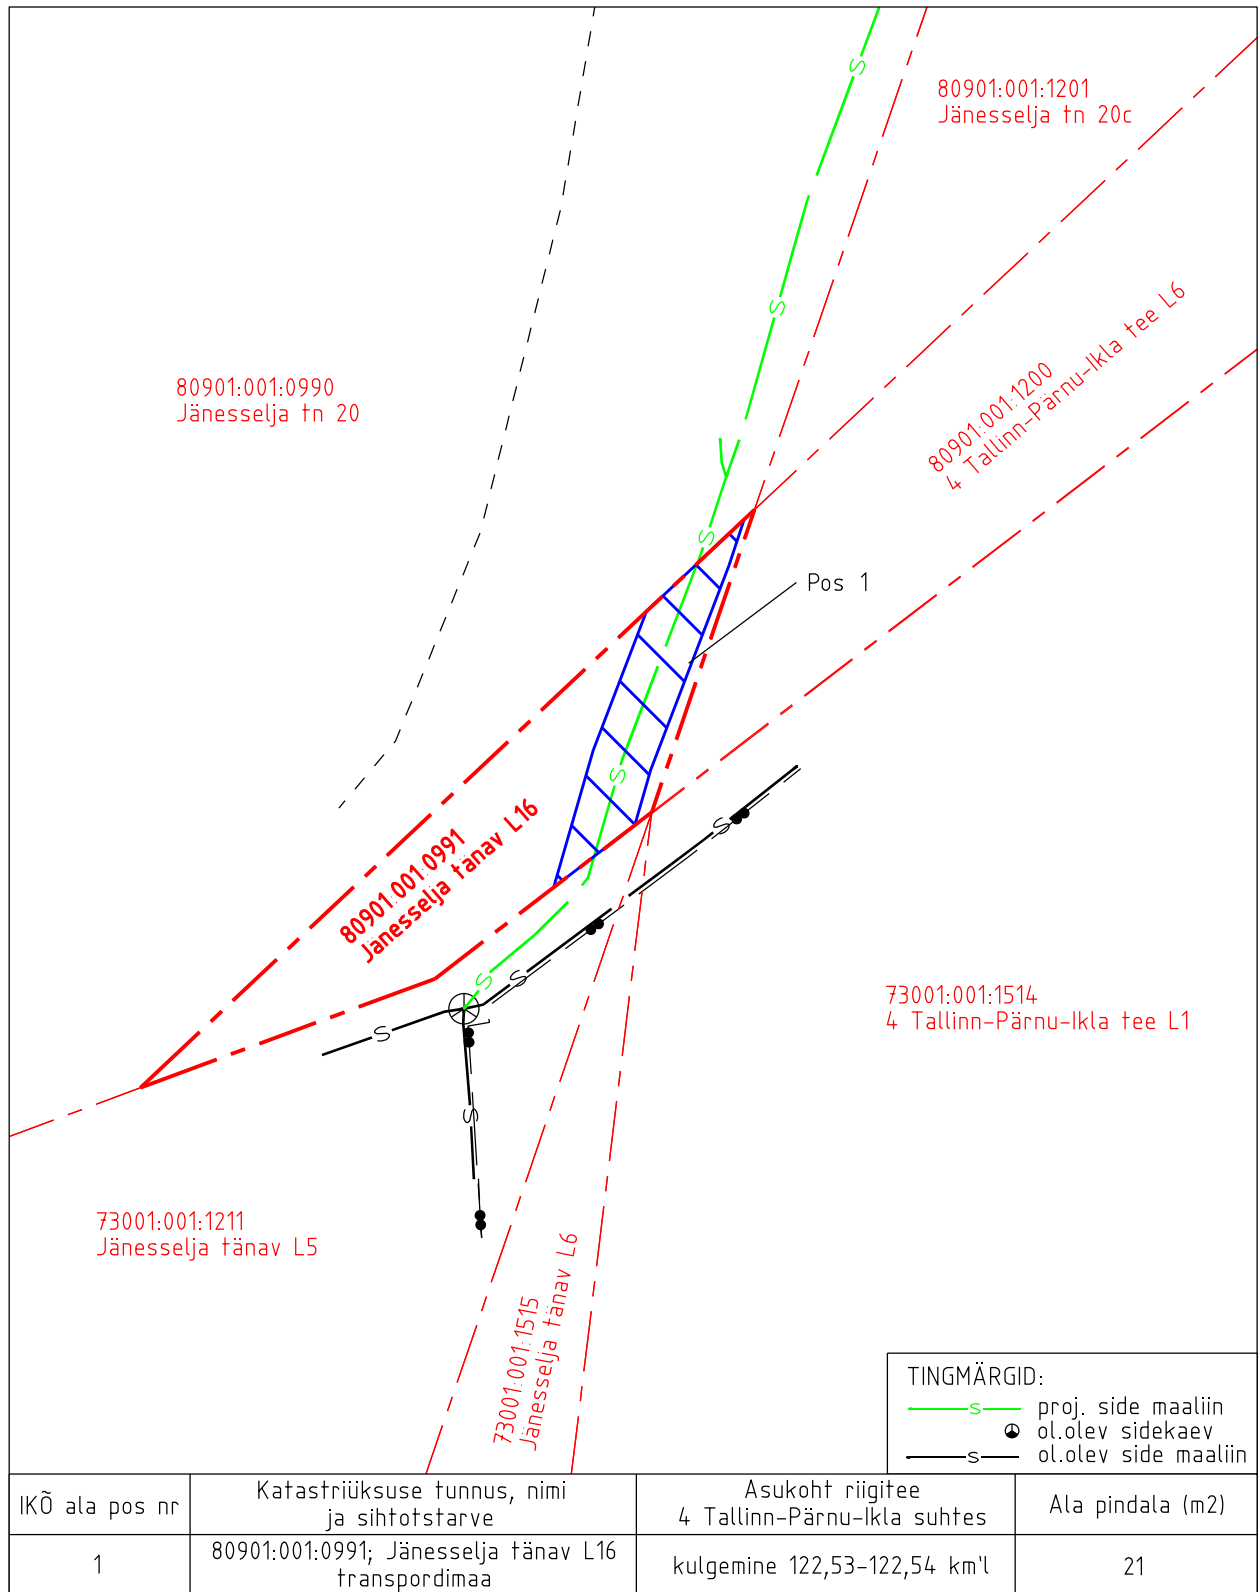 80901:001:1201
Jänesselja tn 20c
80901:001:0990
Jänesselja tn 20
80901:001:1200
4 Tallinn-Pärnu-Ikla tee L6
Pos 1
80901:001:0991
Jänesselja tänav L16
73001:001:1514
4 Tallinn-Pärnu-Ikla tee L1
73001:001:1211
Jänesselja tänav L5
73001:001:1515
Jänesselja tänav L6
S
S
S
S
S
S
S
S
S
TINGMÄRGID:
S proj. side maaliin
ol.olev sidekaev
S ol.olev side maaliin
IKÕ ala pos nr
Katastriüksuse tunnus, nimi
ja sihtotstarve
Asukoht riigitee
4 Tallinn-Pärnu-Ikla suhtes
Ala pindala (m2)
1
80901:001:0991; Jänesselja tänav L16
transpordimaa
kulgemine 122,53-122,54 km'l
21